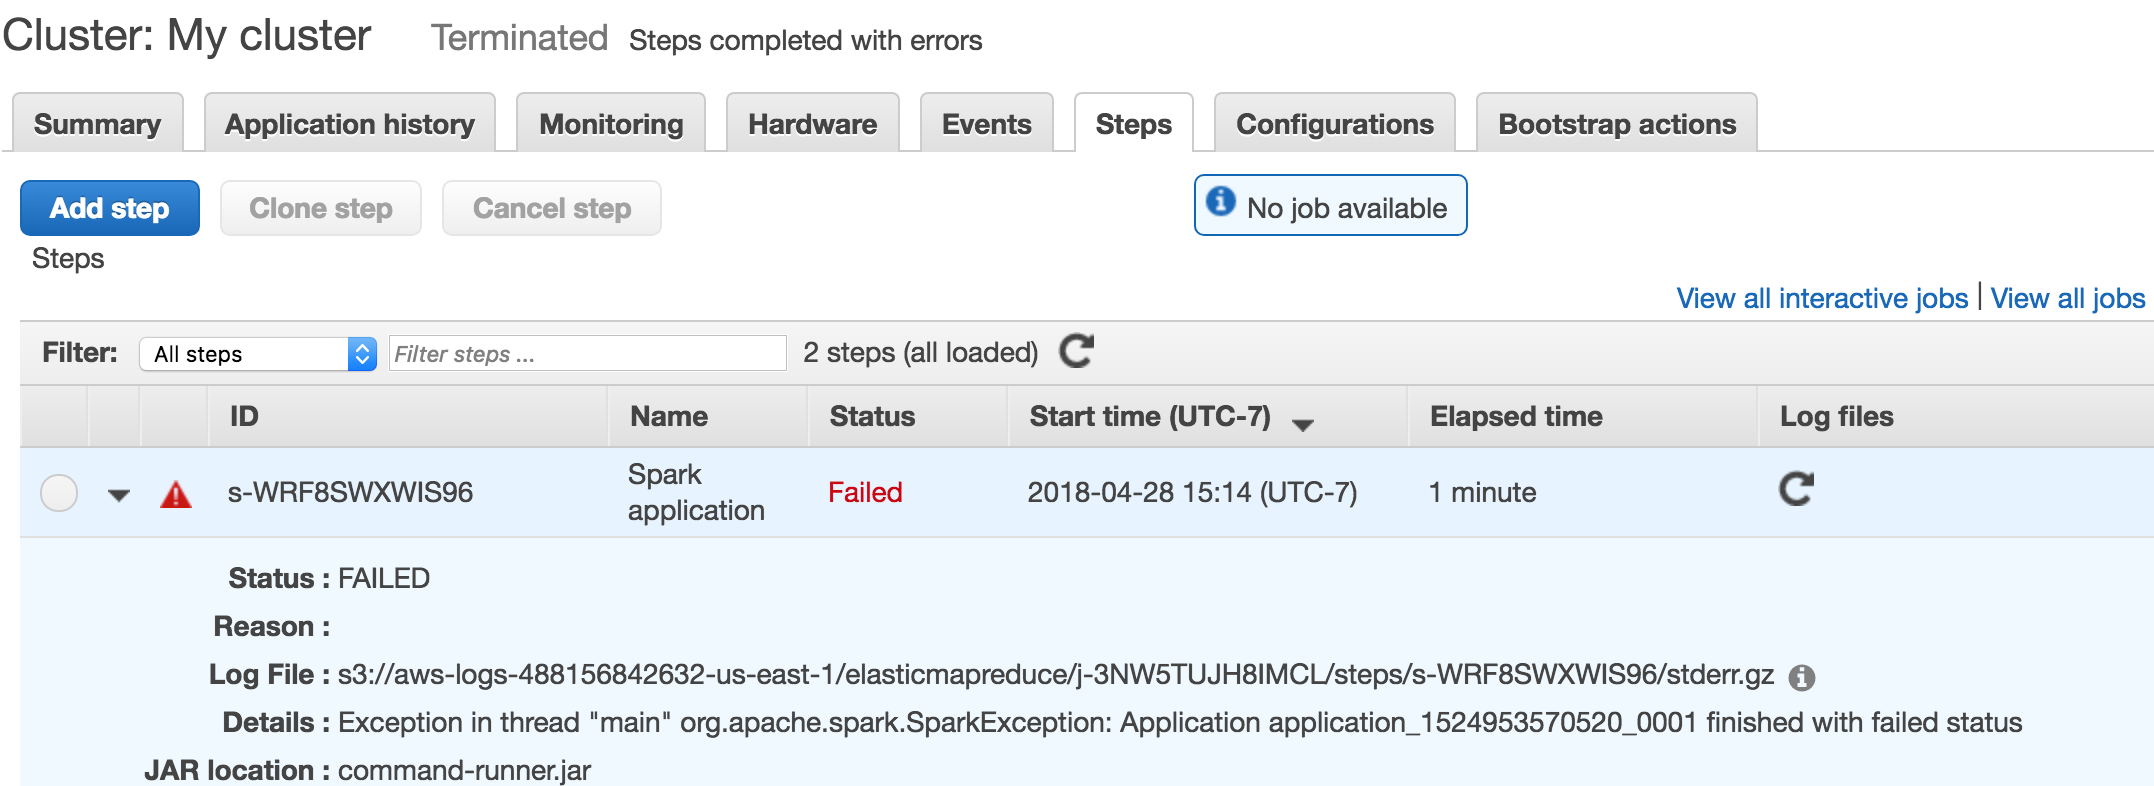 Cluster: My cluster Terminated Steps completed with errors
Summary Application history Monitoring Hardware Events Steps Configurations Bootstrap actions
Add step Clone step Cancel step No job available
Steps
View all interactive jobs | View all jobs
Filter: All steps Filter steps ... 2 steps (all loaded)
ID Name Status Start time (UTC-7) Elapsed time Log files
s-WRF8SWXWIS96 Spark application Failed 2018-04-28 15:14 (UTC-7) 1 minute
Status : FAILED
Reason :
Log File : s3://aws-logs-488156842632-us-east-1/elasticmapreduce/j-3NW5TUJH8IMCL/steps/s-WRF8SWXWIS96/stderr.gz
Details : Exception in thread "main" org.apache.spark.SparkException: Application application_1524953570520_0001 finished with failed status
JAR location : command-runner.jar